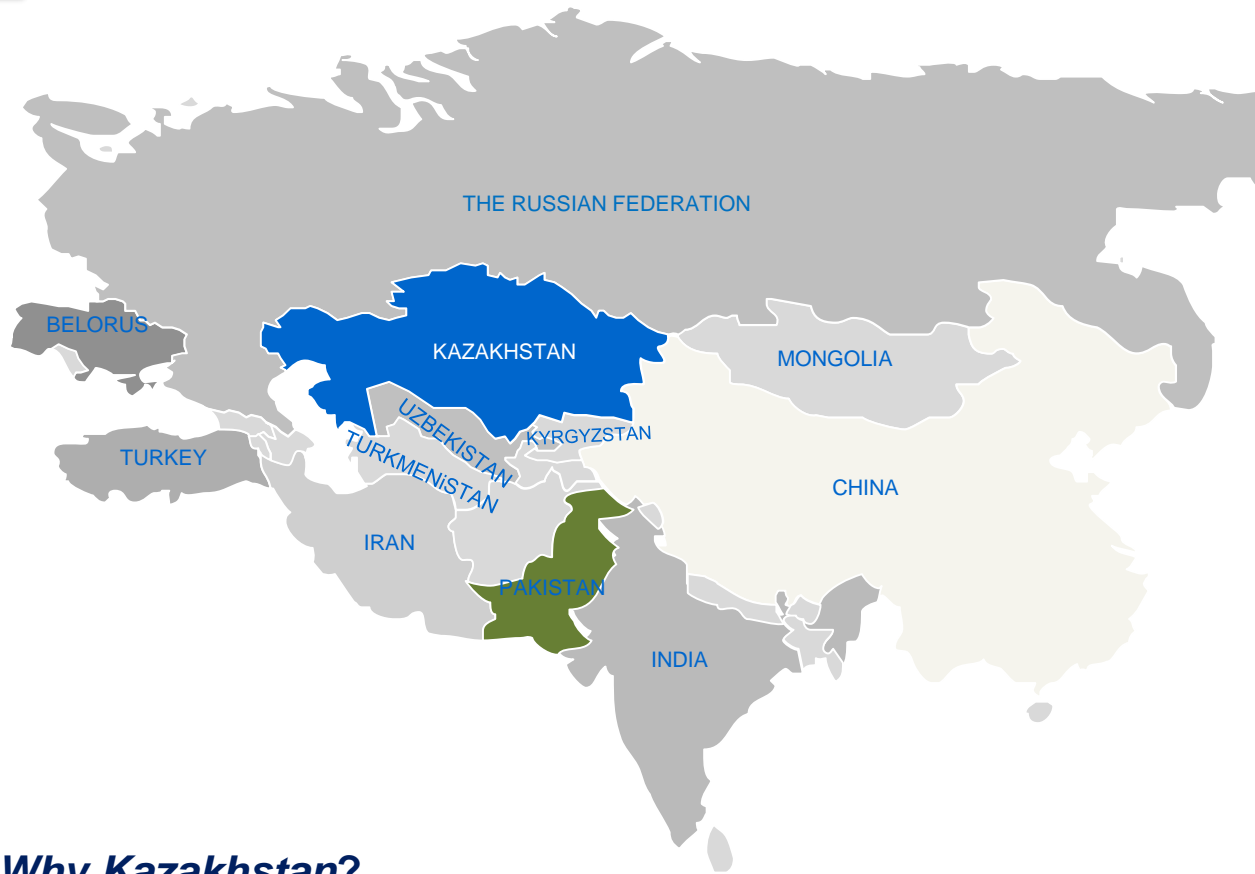 THE RUSSIAN FEDERATION
BELORUS
KAZAKHSTAN
MONGOLIA
UZBEKISTAN
KYRGYZSTAN
TURKEY
TURKMENiSTAN
CHINA
IRAN
PAKISTAN
INDIA
Why Kazakhstan?